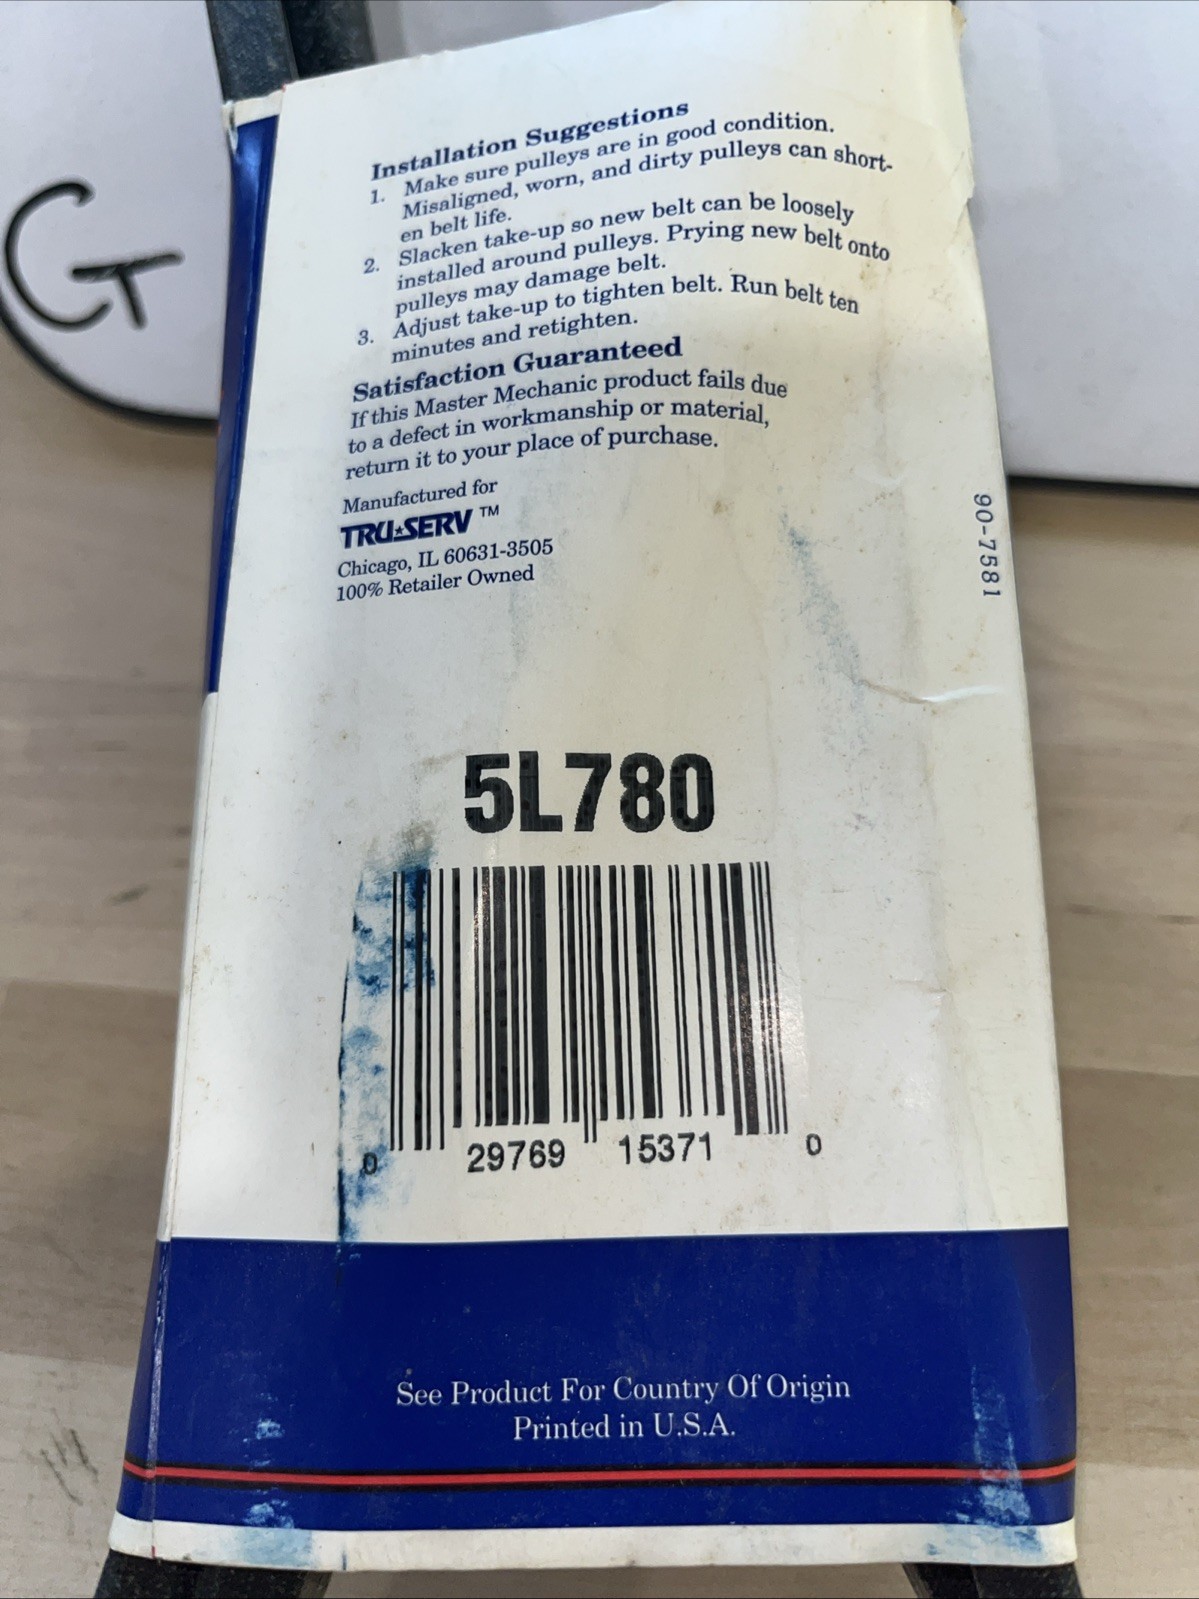 GT
Installation Suggestions
1. Make sure pulleys are in good condition.
Misaligned, worn, and dirty pulleys can short-
en belt life.
2. Slacken take-up so new belt can be loosely
installed around pulleys. Prying new belt onto
pulleys may damage belt.
3. Adjust take-up to tighten belt. Run belt ten
minutes and retighten.
Satisfaction Guaranteed
If this Master Mechanic product fails due
to a defect in workmanship or material,
return it to your place of purchase.
Manufactured for
TRU★SERV™
Chicago, IL 60631-3505
100% Retailer Owned
90-7581
5L780
0 29769 15371 0
See Product For Country Of Origin
Printed in U.S.A.